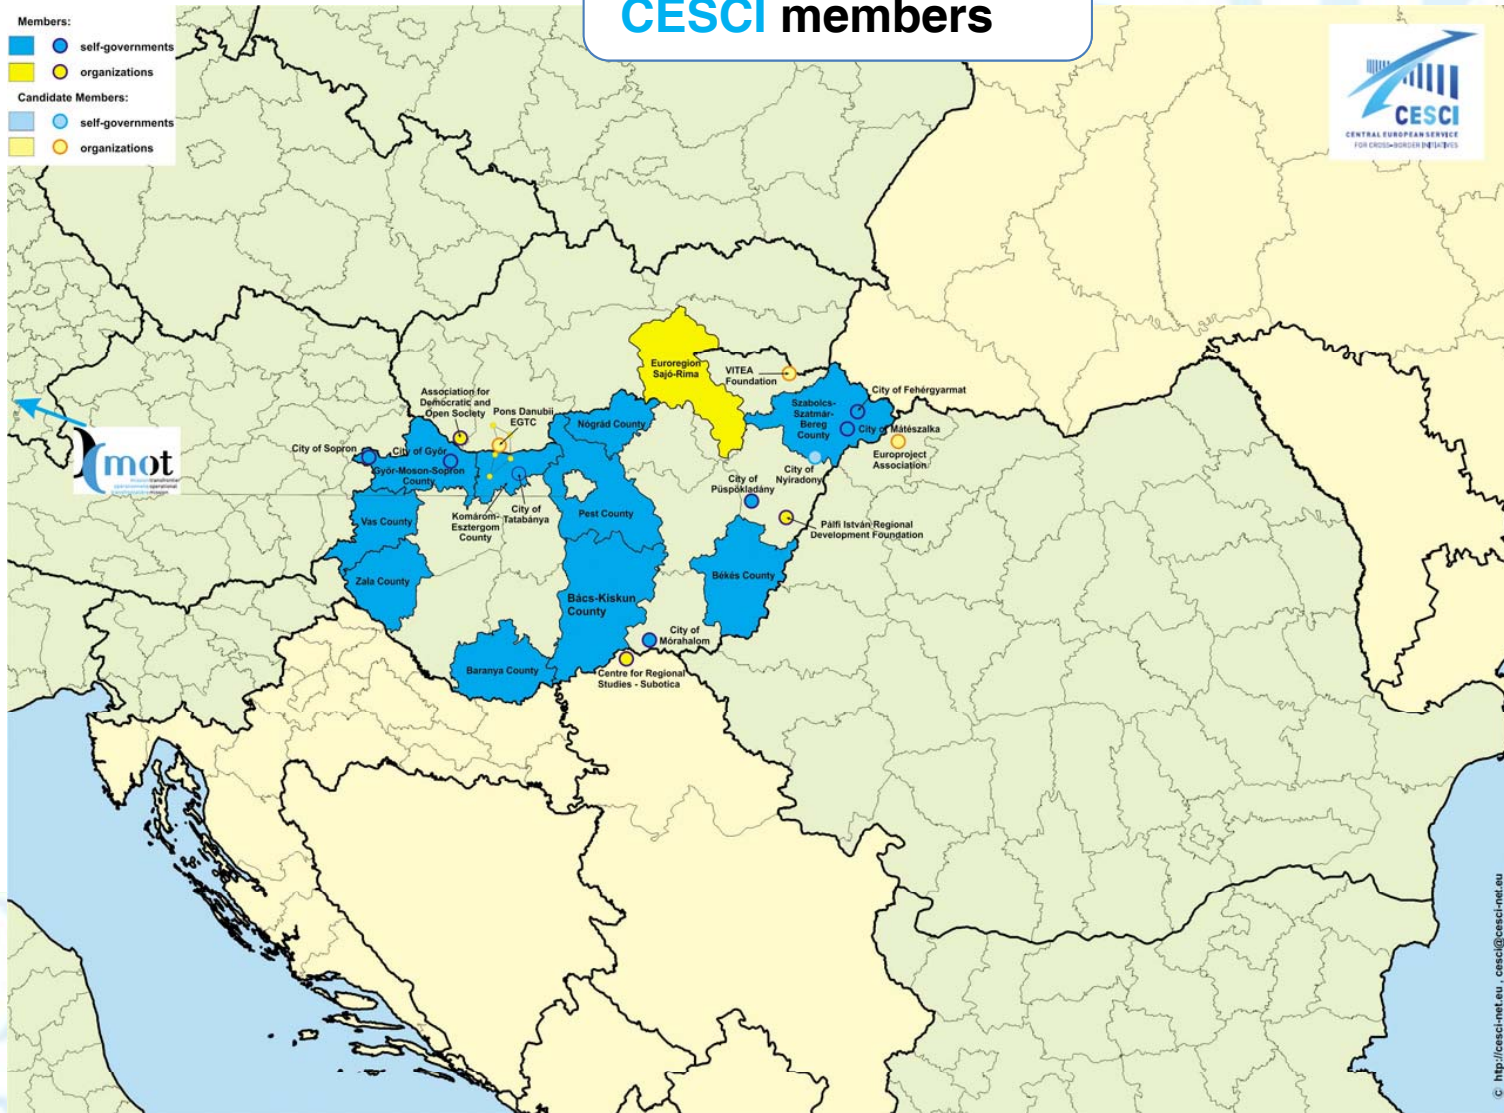 CESCI members
Members:
self-governments
organizations
Candidate Members:
self-governments
organizations
CESCI
CENTRAL EUROPEAN SERVICE
FOR CROSS-BORDER INITIATIVES
Euroregion
Sajó-Rima
VITEA
Foundation
City of Fehérgyarmat
Szabolcs-
Szatmár-
Bereg
County
City of Mátészalka
Europroject
Association
City of
Nyíradony
City of
Püspökladány
Pálfi István Regional
Development Foundation
Association for
Democratic and
Open Society
Pons Danubii
EGTC
Nógrád County
City of Sopron
City of Győr
Győr-Moson-Sopron
County
mot
Vas County
Komárom-
Esztergom
County
City of
Tatabánya
Pest County
Zala County
Békés County
Bács-Kiskun
County
City of
Mórahalom
Baranya County
Centre for Regional
Studies - Subotica
© http://cesci-net.eu , cesci@cesci-net.eu